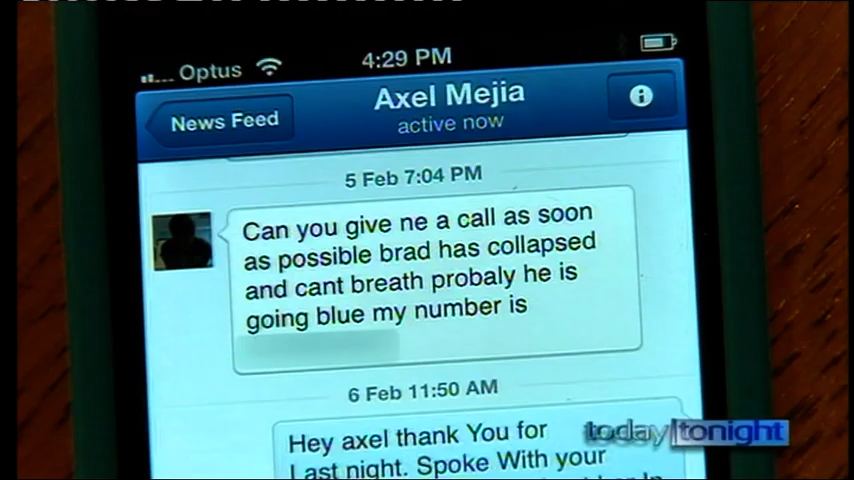 Optus
4:29 PM
News Feed
Axel Mejia
active now
5 Feb 7:04 PM
Can you give ne a call as soon
as possible brad has collapsed
and cant breath probaly he is
going blue my number is
6 Feb 11:50 AM
Hey axel thank You for
Last night. Spoke With your
today tonight